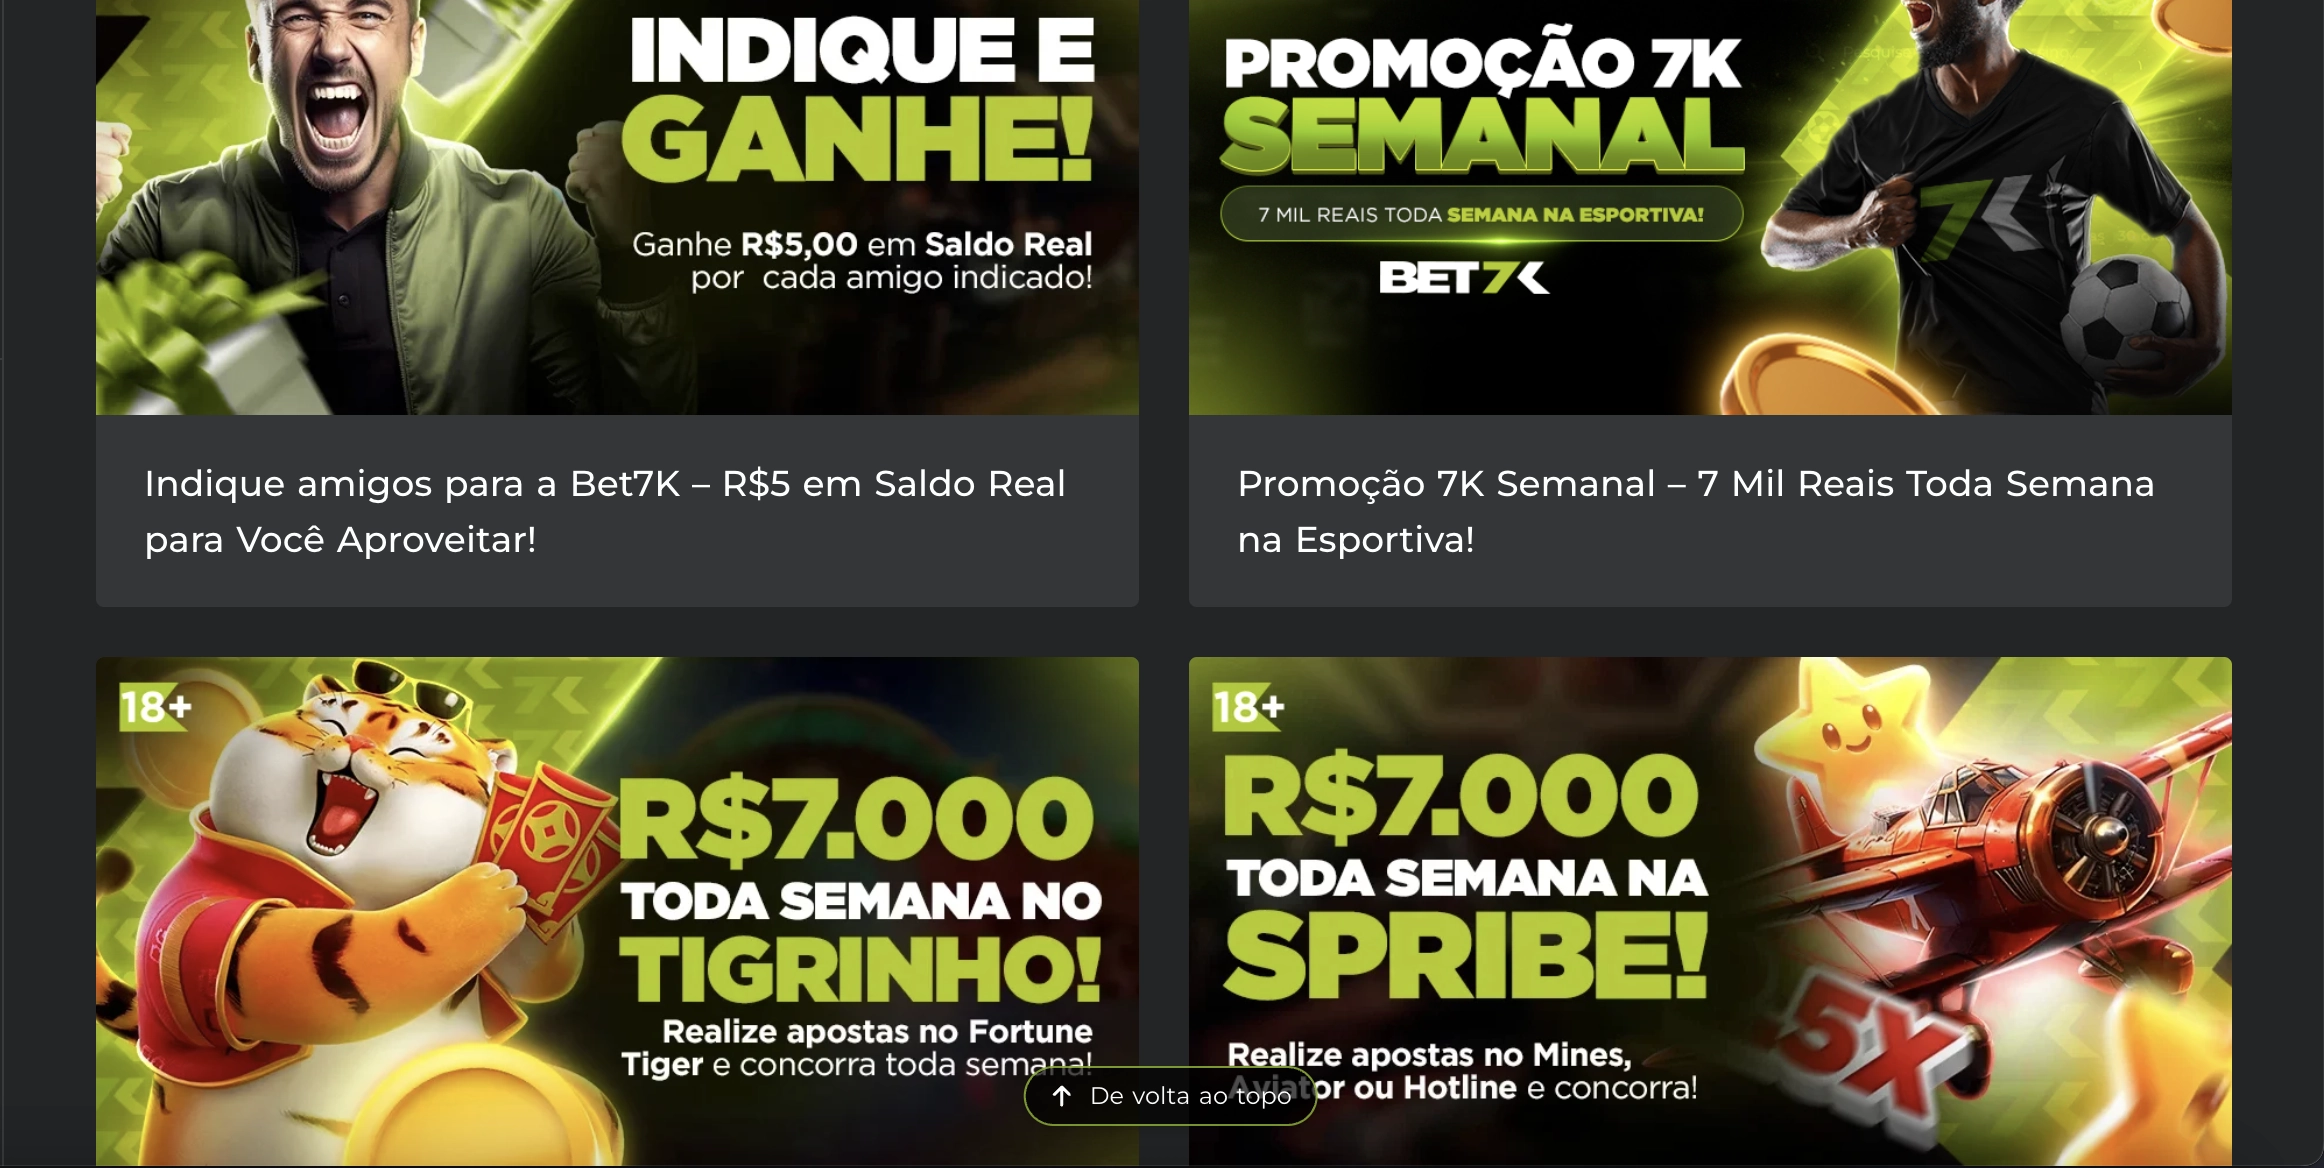 INDIQUE E
GANHE!
Ganhe R$5,00 em Saldo Real
por cada amigo indicado!
PROMOÇÃO 7K
SEMANAL
7 MIL REAIS TODA SEMANA NA ESPORTIVA!
BET7K
7K
Indique amigos para a Bet7K – R$5 em Saldo Real
para Você Aproveitar!
Promoção 7K Semanal – 7 Mil Reais Toda Semana
na Esportiva!
18+
R$7.000
TODA SEMANA NO
TIGRINHO!
Realize apostas no Fortune
Tiger e concorra toda semana!
18+
R$7.000
TODA SEMANA NA
SPRIBE!
Realize apostas no Mines,
Aviator ou Hotline e concorra!
5X
De volta ao topo